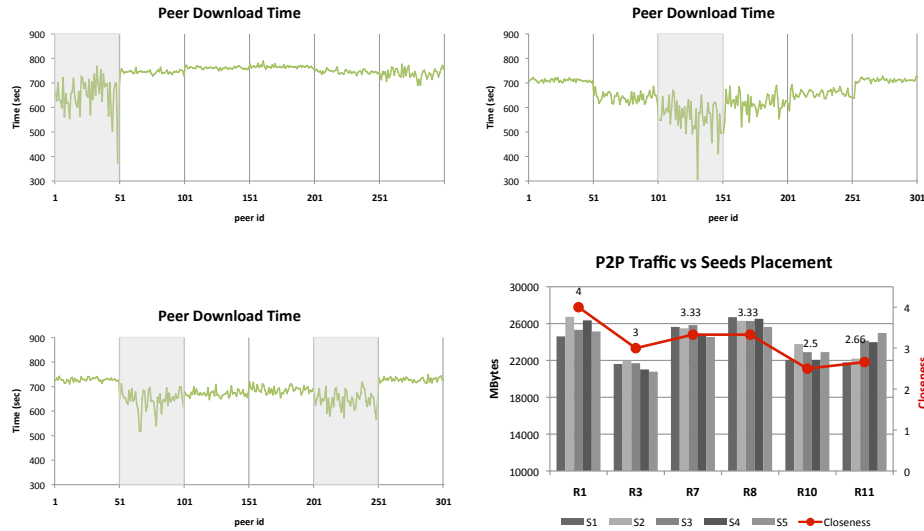 Peer Download Time
900
800
700
600
500
400
300
Time (sec)
1 51 101 151 201 251
peer id
Peer Download Time
900
800
700
600
500
400
300
Time (sec)
1 51 101 151 201 251 301
peer id
Peer Download Time
900
800
700
600
500
400
300
Time (sec)
1 51 101 151 201 251 301
peer id
P2P Traffic vs Seeds Placement
30000
26000
22000
18000
14000
10000
MBytes
4 3 3.33 3.33 2.5 2.66
4
3
2
1
0
Closeness
R1 R3 R7 R8 R10 R11
S1 S2 S3 S4 S5 Closeness